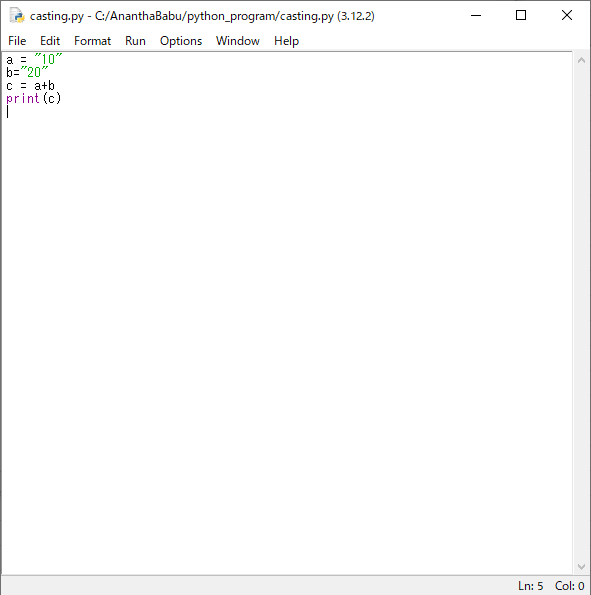 casting.py - C:/AnanthaBabu/python_program/casting.py (3.12.2)
File Edit Format Run Options Window Help
a = "10"
b="20"
c = a+b
print(c)
Ln: 5 Col: 0